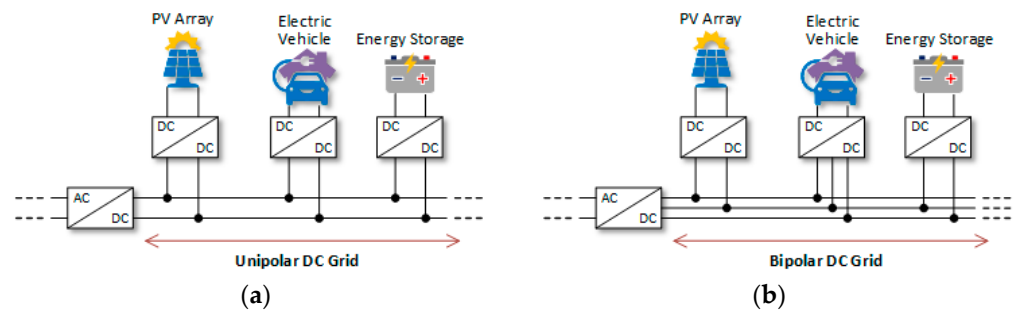 PV Array
Electric
Vehicle
Energy Storage
DC
DC
DC
DC
DC
DC
AC
DC
Unipolar DC Grid
(a)
PV Array
Electric
Vehicle
Energy Storage
DC
DC
DC
DC
DC
DC
AC
DC
Bipolar DC Grid
(b)